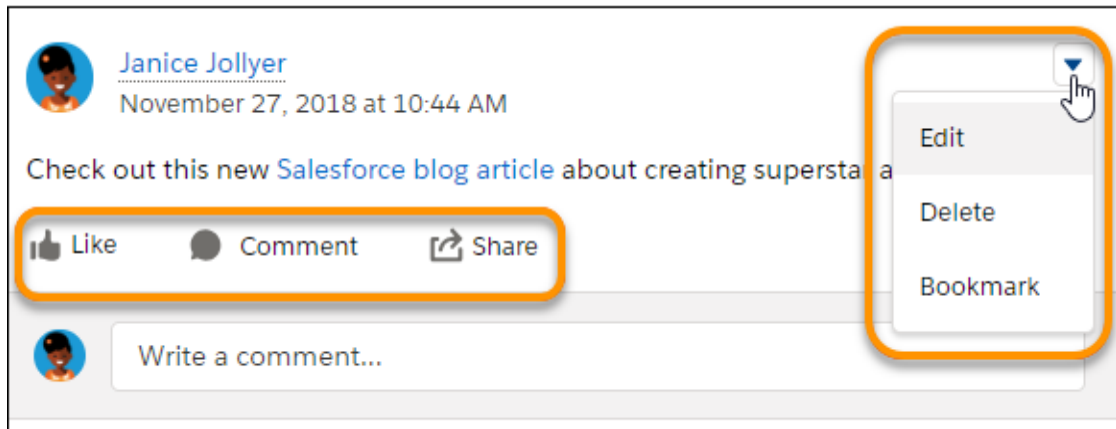 Janice Jollyer
November 27, 2018 at 10:44 AM
Check out this new Salesforce blog article about creating superstar a
Like Comment Share
Edit
Delete
Bookmark
Write a comment...